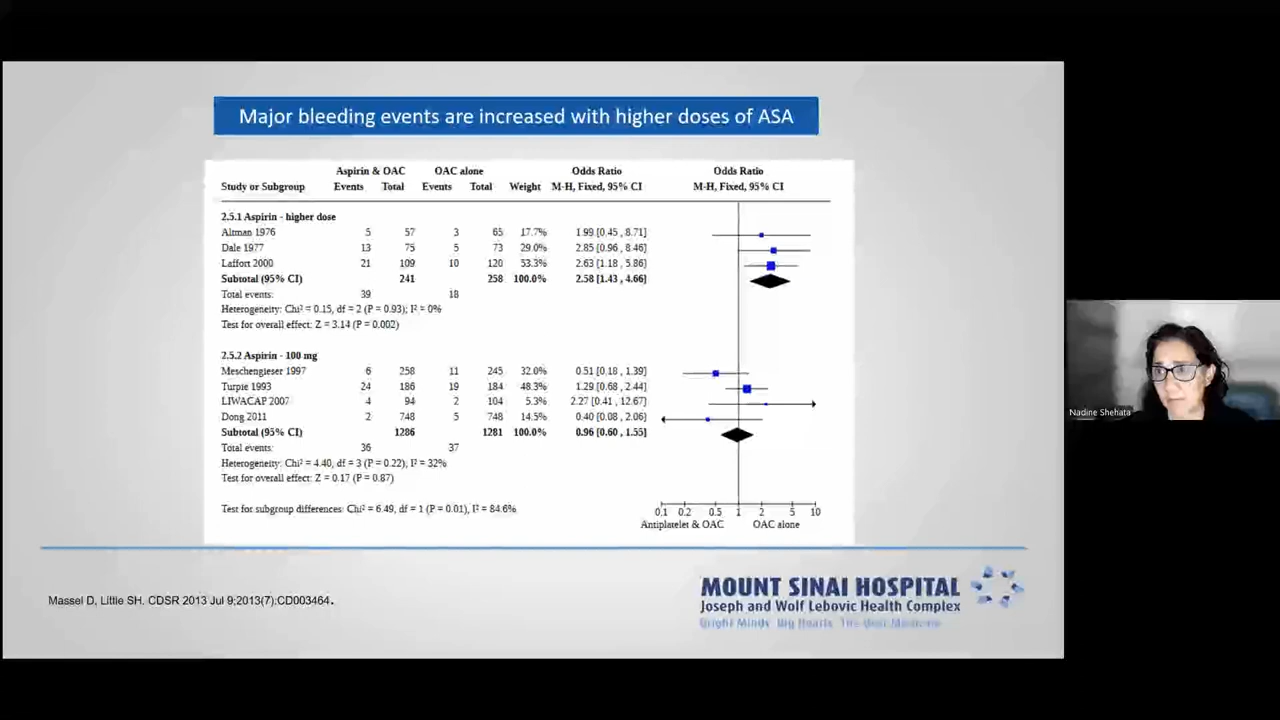 Major bleeding events are increased with higher doses of ASA
Aspirin & OAC OAC alone Odds Ratio Odds Ratio
Study or Subgroup Events Total Events Total Weight M-H, Fixed, 95% CI M-H, Fixed, 95% CI
2.5.1 Aspirin - higher dose
Altman 1976 5 57 3 65 17.7% 1.99 [0.45 , 8.71]
Dale 1977 13 75 5 73 29.0% 2.85 [0.96 , 8.46]
Laffort 2000 21 109 10 120 53.3% 2.63 [1.18 , 5.86]
Subtotal (95% CI) 241 258 100.0% 2.58 [1.43 , 4.66]
Total events: 39 18
Heterogeneity: Chi² = 0.15, df = 2 (P = 0.93); I² = 0%
Test for overall effect: Z = 3.14 (P = 0.002)
2.5.2 Aspirin - 100 mg
Meschengieser 1997 6 258 11 245 32.0% 0.51 [0.18 , 1.39]
Turpie 1993 24 186 19 184 48.3% 1.29 [0.68 , 2.44]
LIWACAP 2007 4 94 2 104 5.3% 2.27 [0.41 , 12.67]
Dong 2011 2 748 5 748 14.5% 0.40 [0.08 , 2.06]
Subtotal (95% CI) 1286 1281 100.0% 0.96 [0.60 , 1.55]
Total events: 36 37
Heterogeneity: Chi² = 4.40, df = 3 (P = 0.22); I² = 32%
Test for overall effect: Z = 0.17 (P = 0.87)
Test for subgroup differences: Chi² = 6.49, df = 1 (P = 0.01), I² = 84.6%
0.1 0.2 0.5 1 2 5 10
Antiplatelet & OAC OAC alone
Nadine Shehata
Massel D, Little SH. CDSR 2013 Jul 9;2013(7):CD003464.
MOUNT SINAI HOSPITAL
Joseph and Wolf Lebovic Health Complex
Bright Minds. Big Hearts. The Best Medicine.